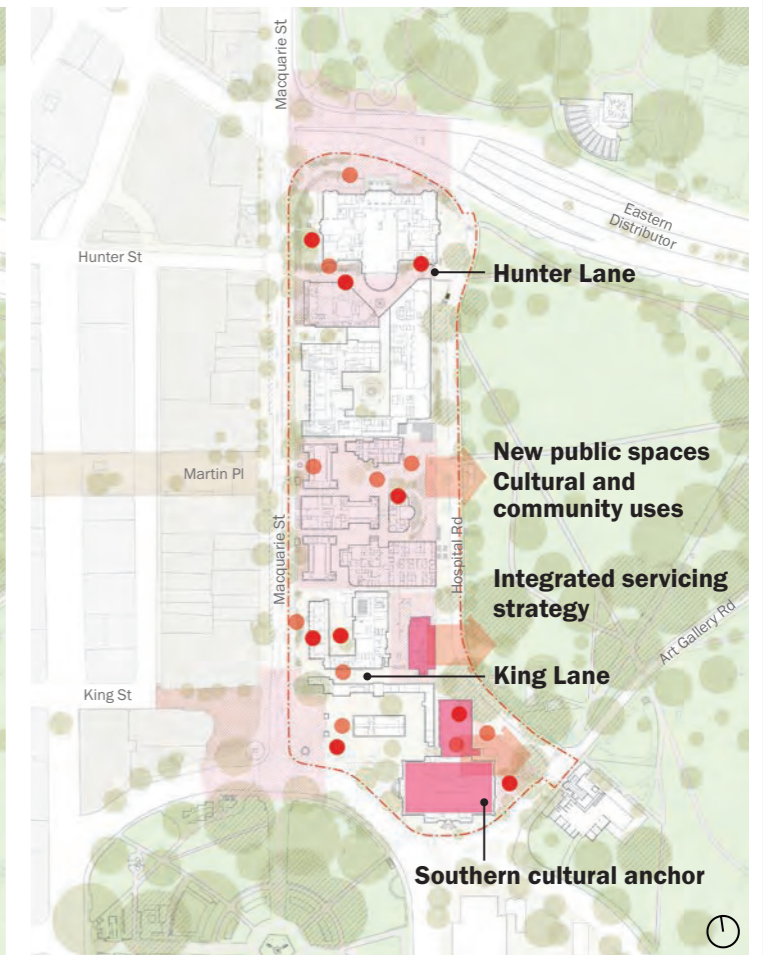 Macquarie St
Eastern
Distributor
Hunter St
Hunter Lane
New public spaces
Cultural and
community uses
Martin Pl
Macquarie St
Hospital Rd
Integrated servicing
strategy
Art Gallery Rd
King Lane
King St
Southern cultural anchor